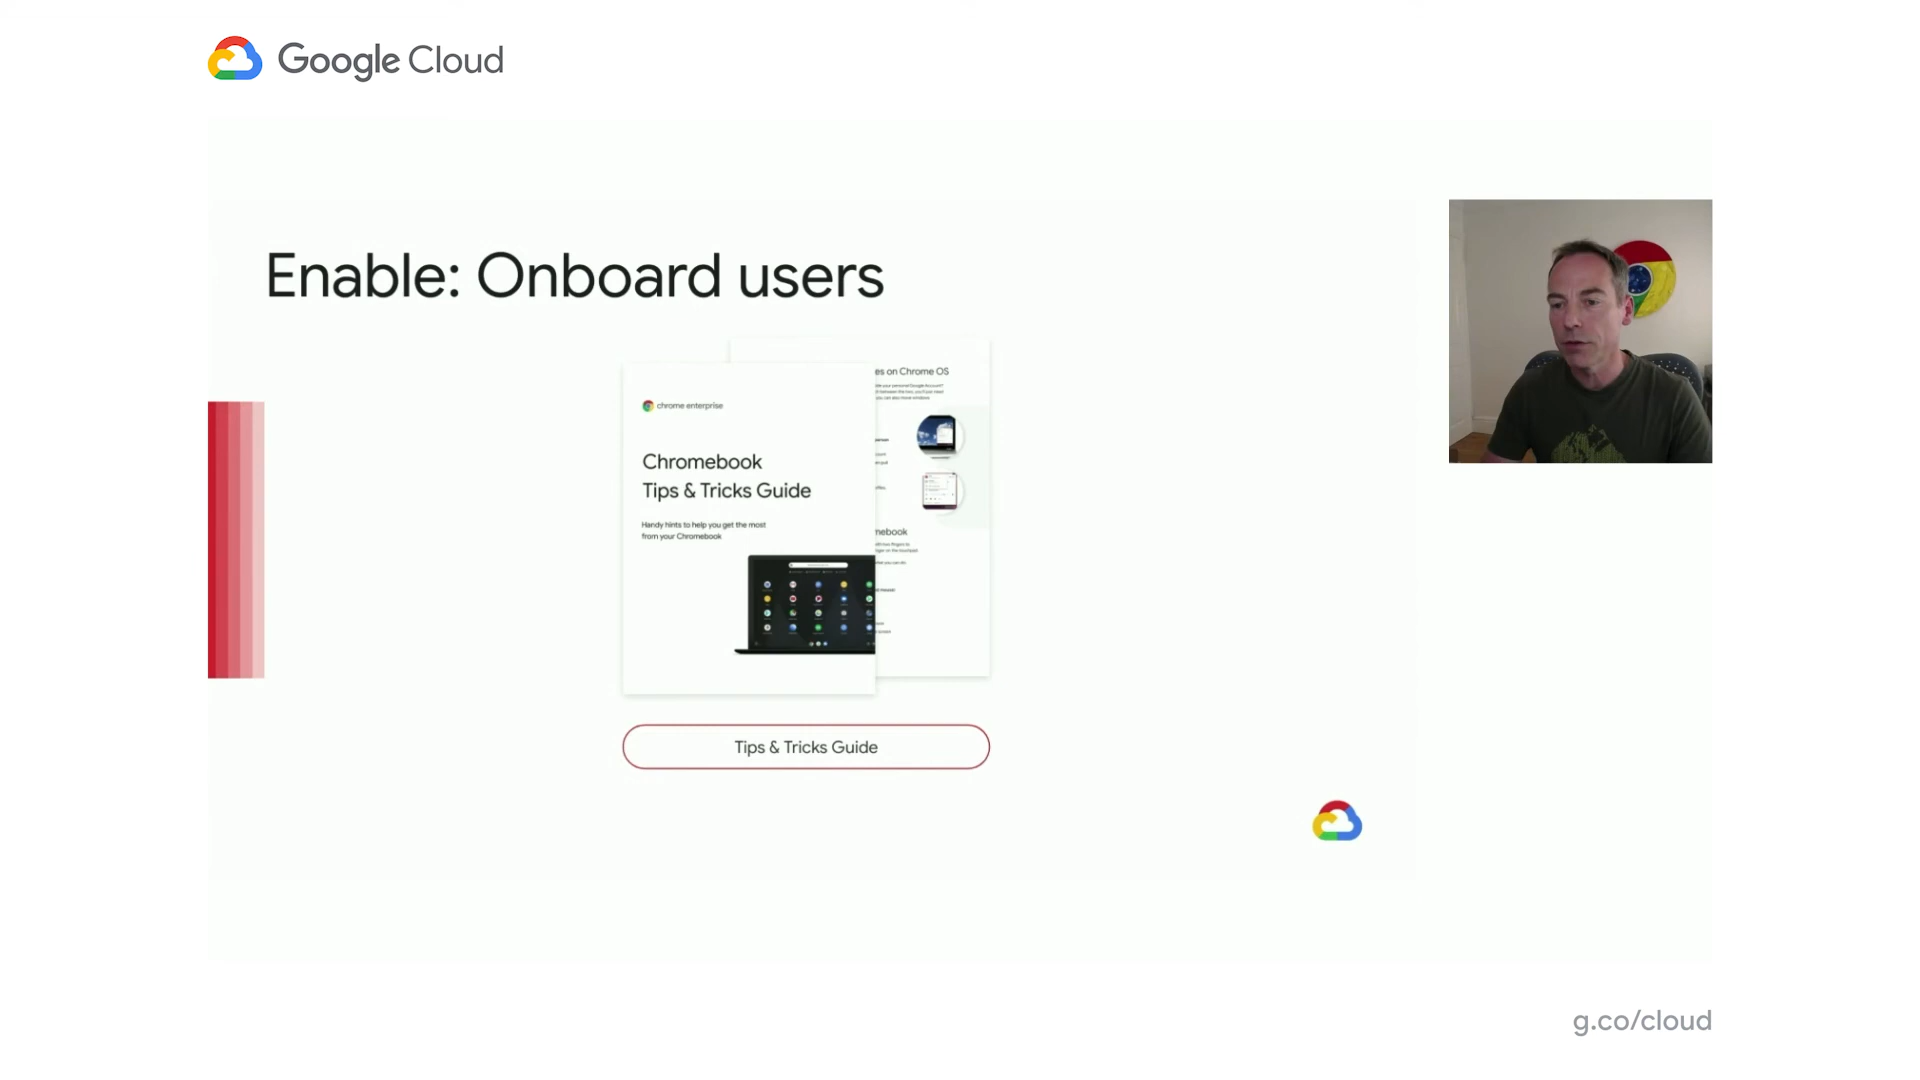 Google Cloud
Enable: Onboard users
es on Chrome OS
chrome enterprise
Chromebook
Tips & Tricks Guide
Handy hints to help you get the most
from your Chromebook
mebook
Tips & Tricks Guide
g.co/cloud